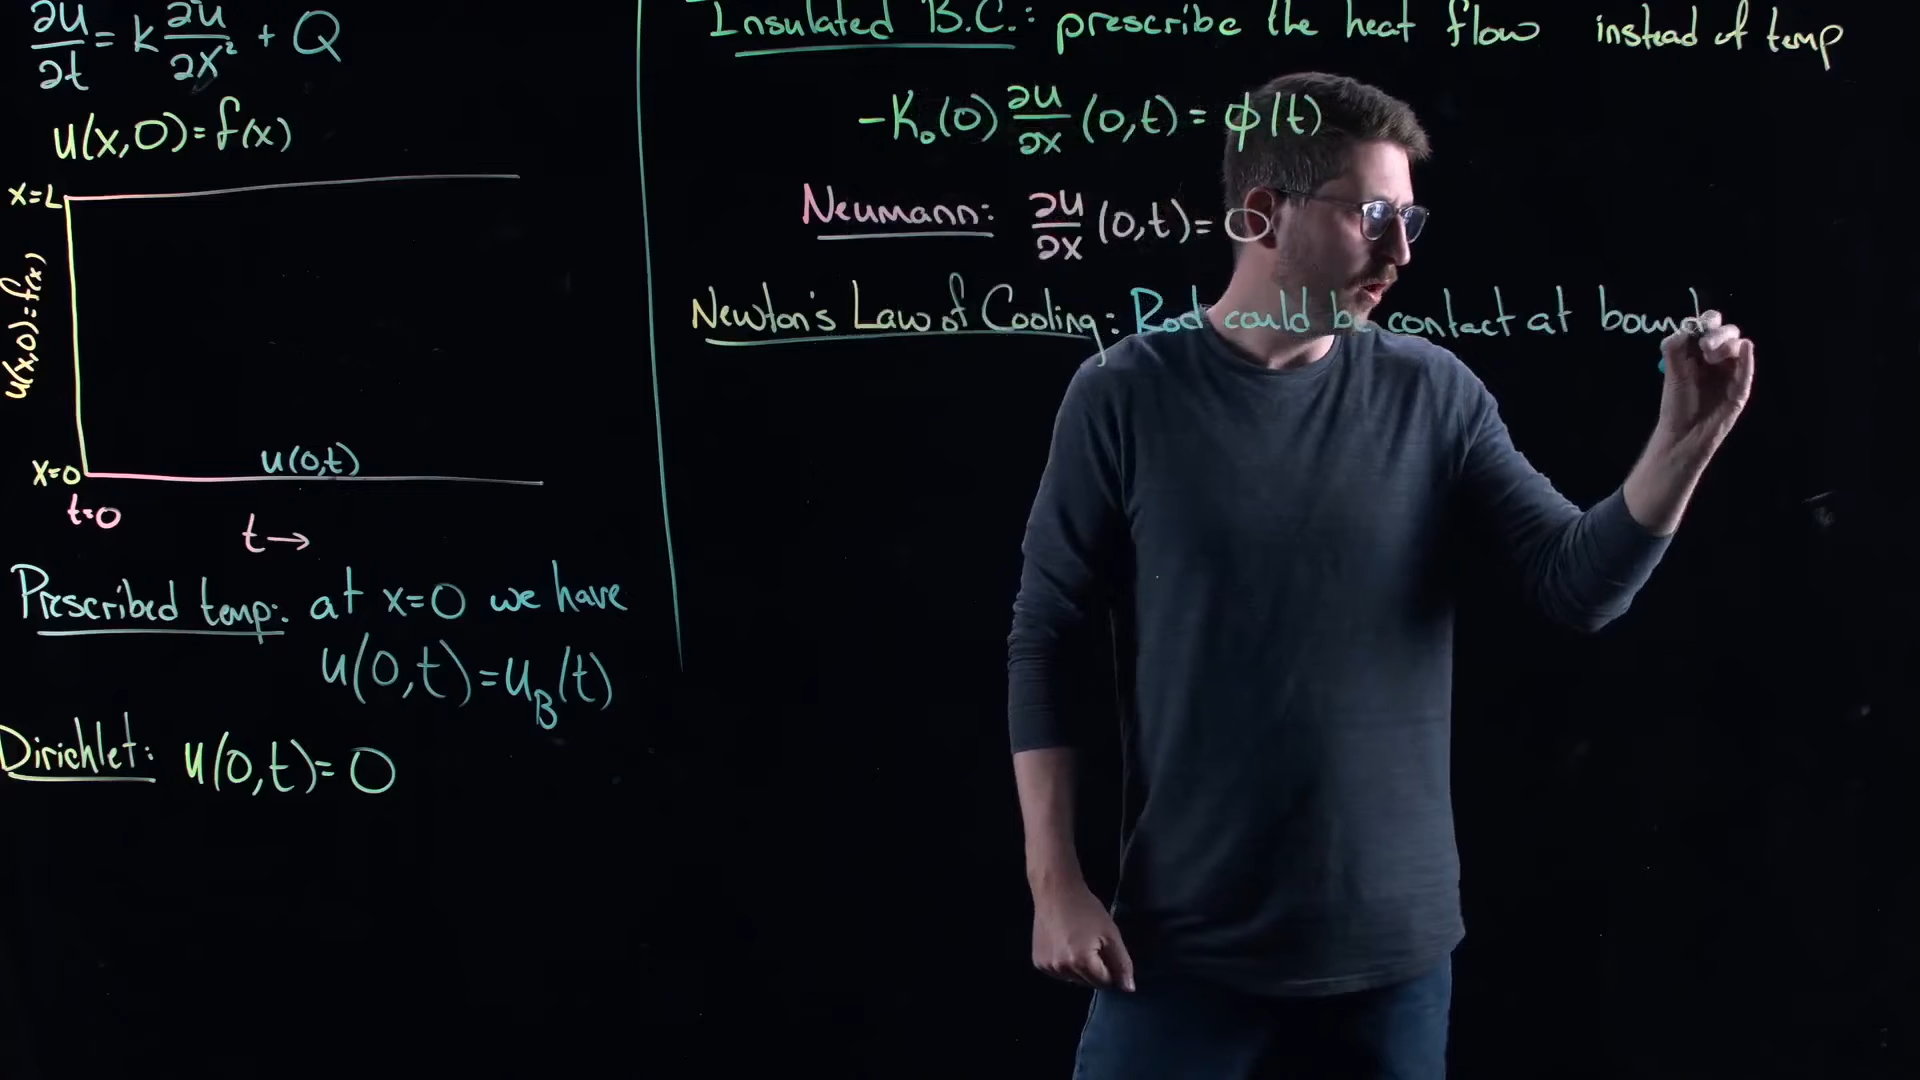 ∂u/∂t = k ∂²u/∂x² + Q
u(x,0)=f(x)
x=L
u(x,0)=f(x)
u(0,t)
x=0
t=0
t→
Prescribed temp: at x=0 we have
u(0,t)=u_B(t)
Dirichlet: u(0,t)=0
Insulated B.C.: prescribe the heat flow instead of temp
-K₀(0) ∂u/∂x (0,t) = φ(t)
Neumann: ∂u/∂x (0,t)=0
Newton's Law of Cooling: Rod could be contact at bound